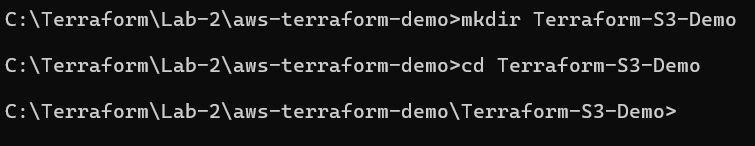 C:\Terraform\Lab-2\aws-terraform-demo>mkdir Terraform-S3-Demo
C:\Terraform\Lab-2\aws-terraform-demo>cd Terraform-S3-Demo
C:\Terraform\Lab-2\aws-terraform-demo\Terraform-S3-Demo>